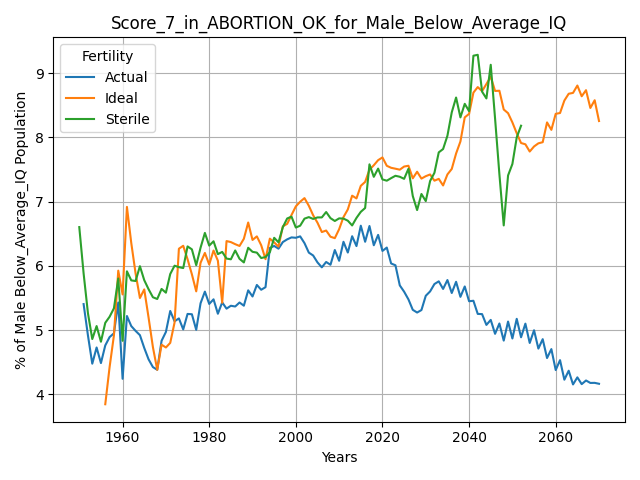 Score_7_in_ABORTION_OK_for_Male_Below_Average_IQ
Fertility
Actual
Ideal
Sterile
% of Male Below_Average_IQ Population
9
8
7
6
5
4
1960 1980 2000 2020 2040 2060
Years